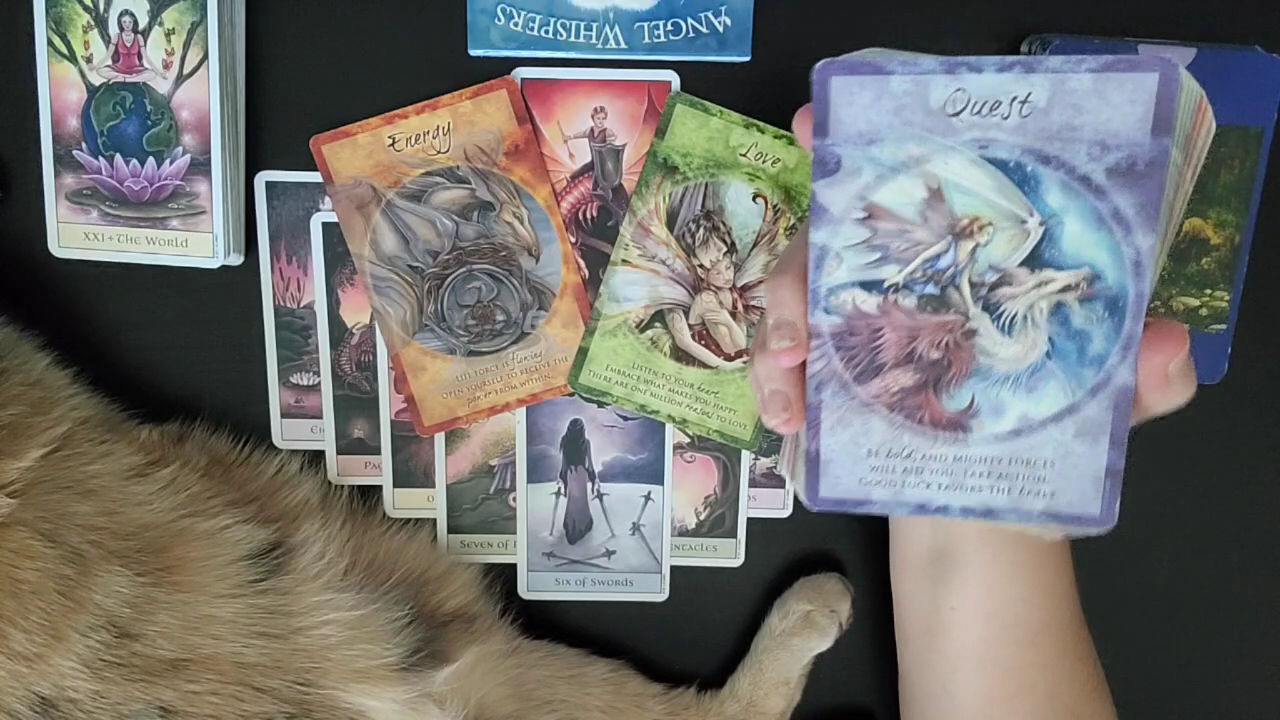 ANGEL WHISPERS
Quest
Energy
Love
XXI + THE WORLD
LIFE FORCE IS flowing
OPEN YOURSELF TO RECEIVE THE
power FROM WITHIN.
LISTEN TO YOUR heart.
EMBRACE WHAT MAKES YOU HAPPY.
THERE ARE ONE MILLION reasons TO LOVE.
BE bold, AND MIGHTY FORCES
WILL AID YOU. TAKE ACTION.
GOOD LUCK FAVORS THE brave.
SEVEN OF
SIX OF SWORDS
NTACLES